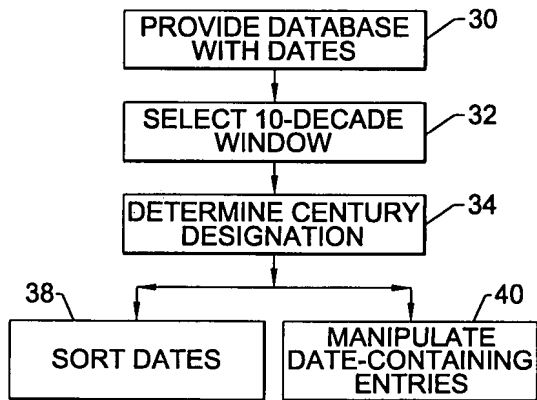 PROVIDE DATABASE
WITH DATES
30
SELECT 10-DECADE
WINDOW
32
DETERMINE CENTURY
DESIGNATION
34
38
SORT DATES
40
MANIPULATE
DATE-CONTAINING
ENTRIES